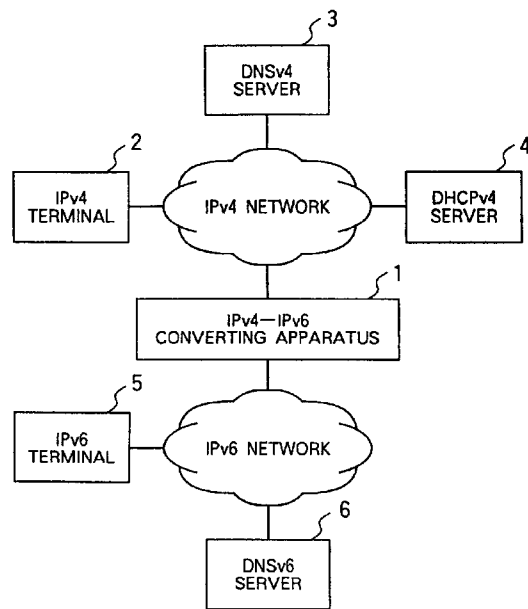 3
DNSv4
SERVER
2
4
IPv4
TERMINAL
IPv4 NETWORK
DHCPv4
SERVER
1
IPv4—IPv6
CONVERTING APPARATUS
5
IPv6
TERMINAL
IPv6 NETWORK
6
DNSv6
SERVER